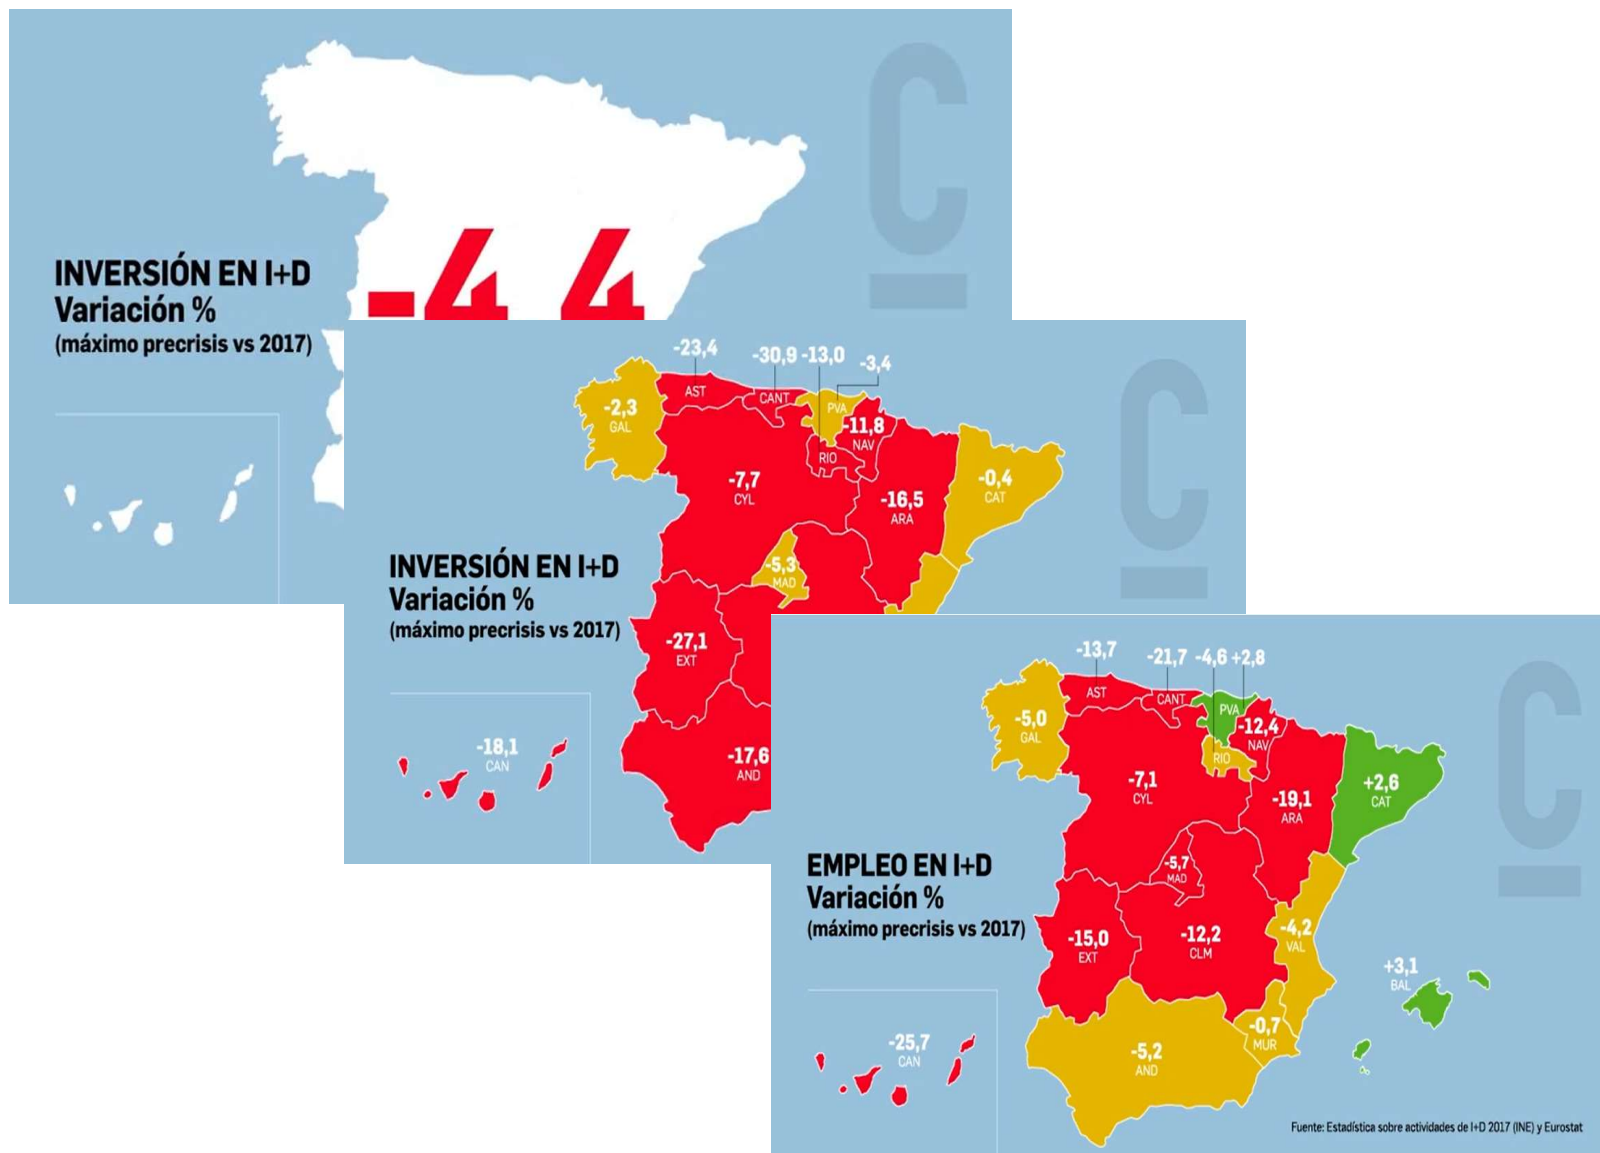 INVERSIÓN EN I+D
Variación %
(máximo precrisis vs 2017)
-4 4
INVERSIÓN EN I+D
Variación %
(máximo precrisis vs 2017)
-23,4
-30,9
-13,0
-3,4
AST
CANT
PVA
-2,3
GAL
-11,8
NAV
RIO
-7,7
CYL
-16,5
ARA
-0,4
CAT
-5,3
MAD
-27,1
EXT
-17,6
AND
-18,1
CAN
EMPLEO EN I+D
Variación %
(máximo precrisis vs 2017)
-13,7
-21,7
-4,6
+2,8
AST
CANT
PVA
-5,0
GAL
-12,4
NAV
RIO
-7,1
CYL
-19,1
ARA
+2,6
CAT
-5,7
MAD
-15,0
EXT
-12,2
CLM
-4,2
VAL
+3,1
BAL
-0,7
MUR
-5,2
AND
-25,7
CAN
Fuente: Estadística sobre actividades de I+D 2017 (INE) y Eurostat